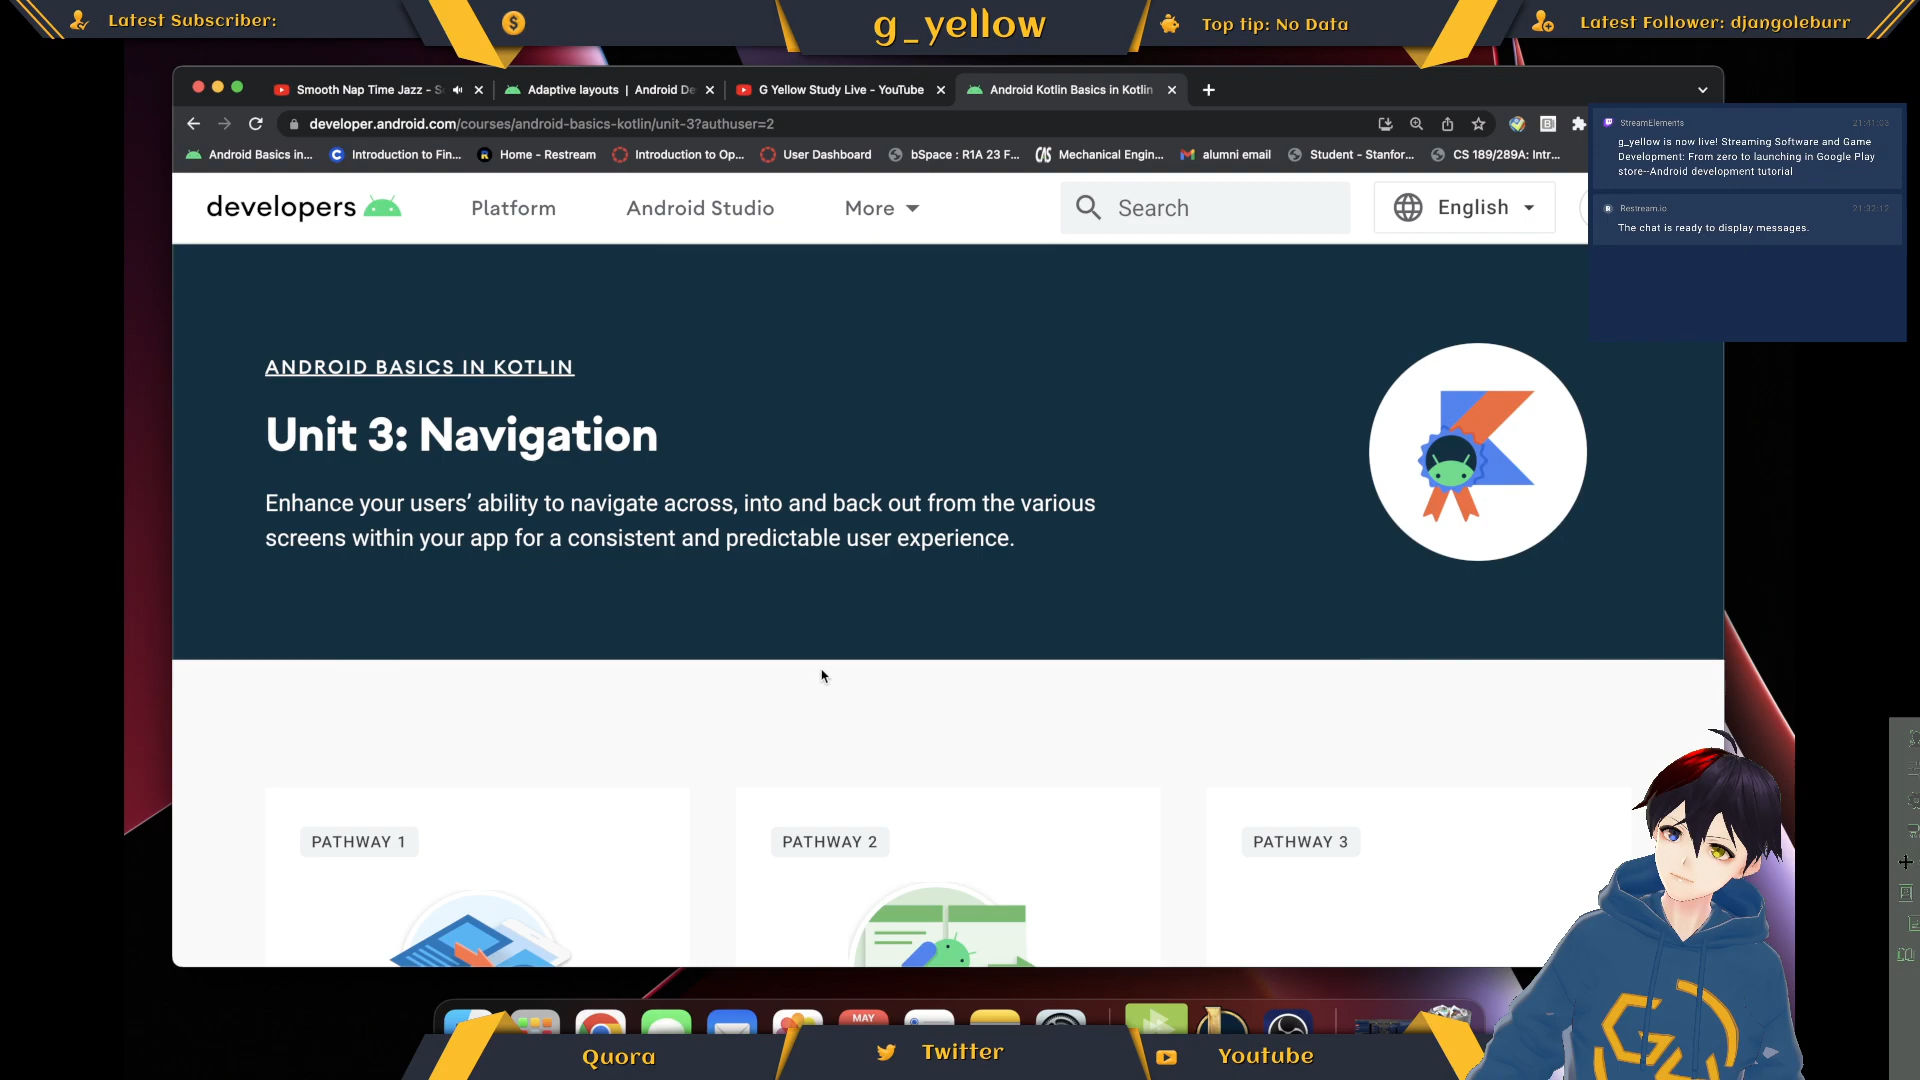 Latest Subscriber:
g_yellow
Top tip: No Data
Latest Follower: djangoleburr
Smooth Nap Time Jazz - S
Adaptive layouts | Android De
G Yellow Study Live - YouTube
Android Kotlin Basics in Kotlin
developer.android.com/courses/android-basics-kotlin/unit-3?authuser=2
Android Basics in...
Introduction to Fin...
Home - Restream
Introduction to Op...
User Dashboard
bSpace : R1A 23 F...
Mechanical Engin...
alumni email
Student - Stanfor...
CS 189/289A: Intr...
StreamElements 21:41:03
g_yellow is now live! Streaming Software and Game
Development: From zero to launching in Google Play
store--Android development tutorial
Restream.io 21:32:12
The chat is ready to display messages.
developers
Platform
Android Studio
More
Search
English
ANDROID BASICS IN KOTLIN
Unit 3: Navigation
Enhance your users’ ability to navigate across, into and back out from the various
screens within your app for a consistent and predictable user experience.
PATHWAY 1
PATHWAY 2
PATHWAY 3
MAY
Quora
Twitter
Youtube